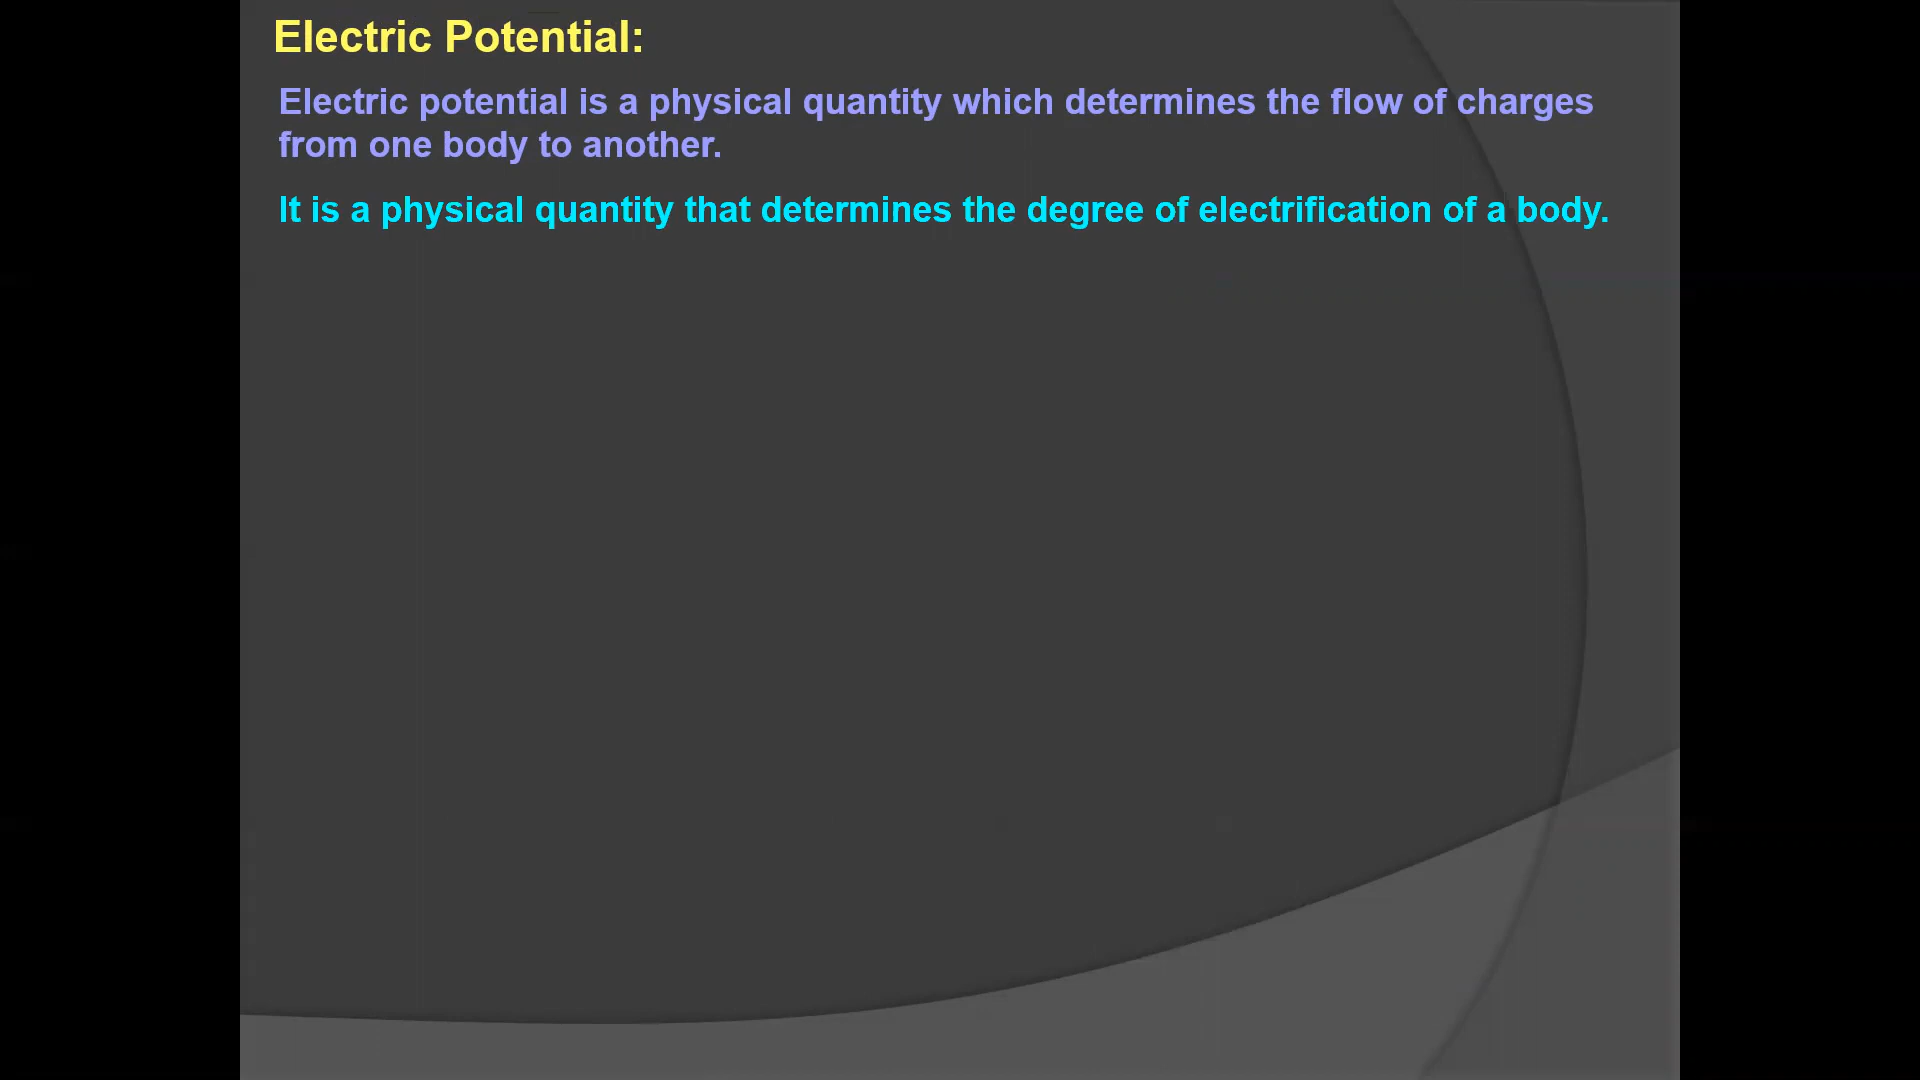 Electric Potential:
Electric potential is a physical quantity which determines the flow of charges
from one body to another.
It is a physical quantity that determines the degree of electrification of a body.